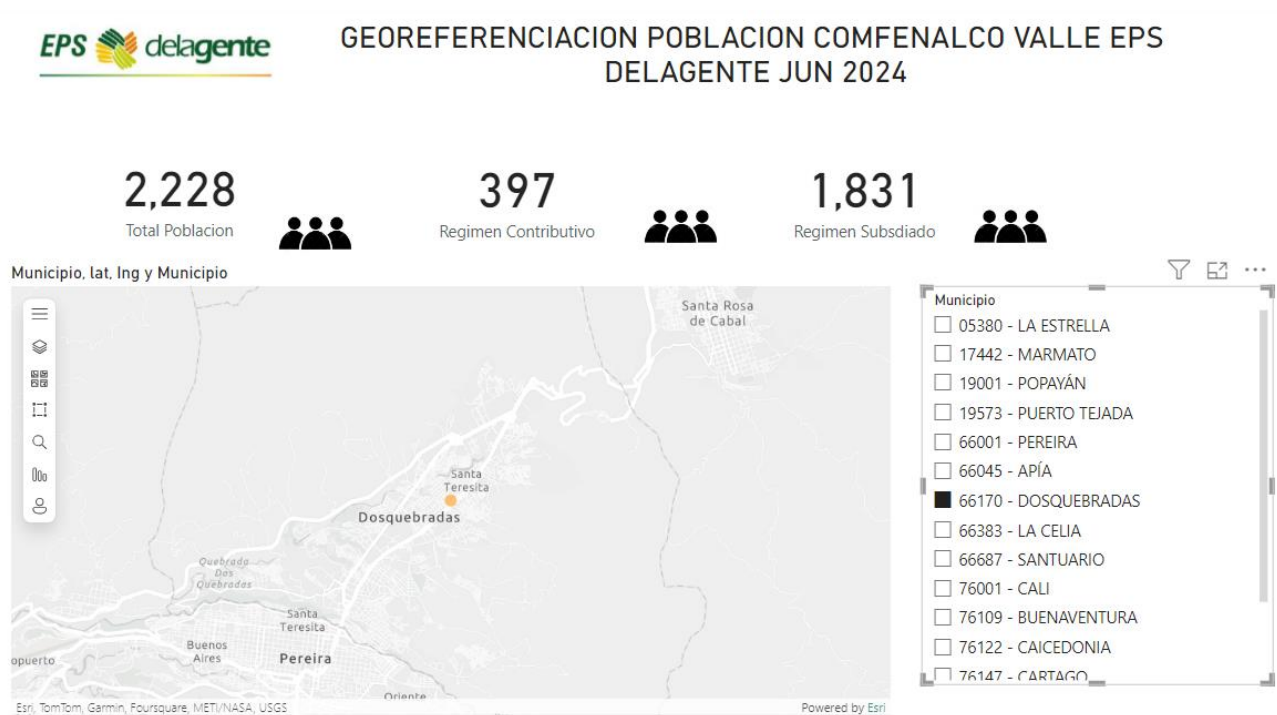 EPS delagente
GEOREFERENCIACION POBLACION COMFENALCO VALLE EPS
DELAGENTE JUN 2024
2,228
Total Poblacion
397
Regimen Contributivo
1,831
Regimen Subsdiado
Municipio, lat, Ing y Municipio
Santa Rosa
de Cabal
Santa
Teresita
Dosquebradas
Quebrada
Dos
Quebradas
Santa
Teresita
Buenos
Aires
Pereira
opuerto
Oriente
Esri, TomTom, Garmin, Foursquare, METI/NASA, USGS
Powered by Esri
Municipio
05380 - LA ESTRELLA
17442 - MARMATO
19001 - POPAYÁN
19573 - PUERTO TEJADA
66001 - PEREIRA
66045 - APÍA
66170 - DOSQUEBRADAS
66383 - LA CELIA
66687 - SANTUARIO
76001 - CALI
76109 - BUENAVENTURA
76122 - CAICEDONIA
76147 - CARTAGO